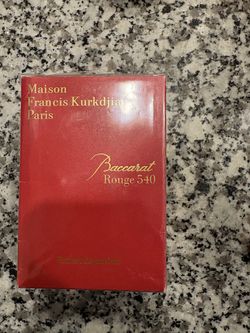 Maison
Francis Kurkdjian
Paris
Baccarat
Rouge 540